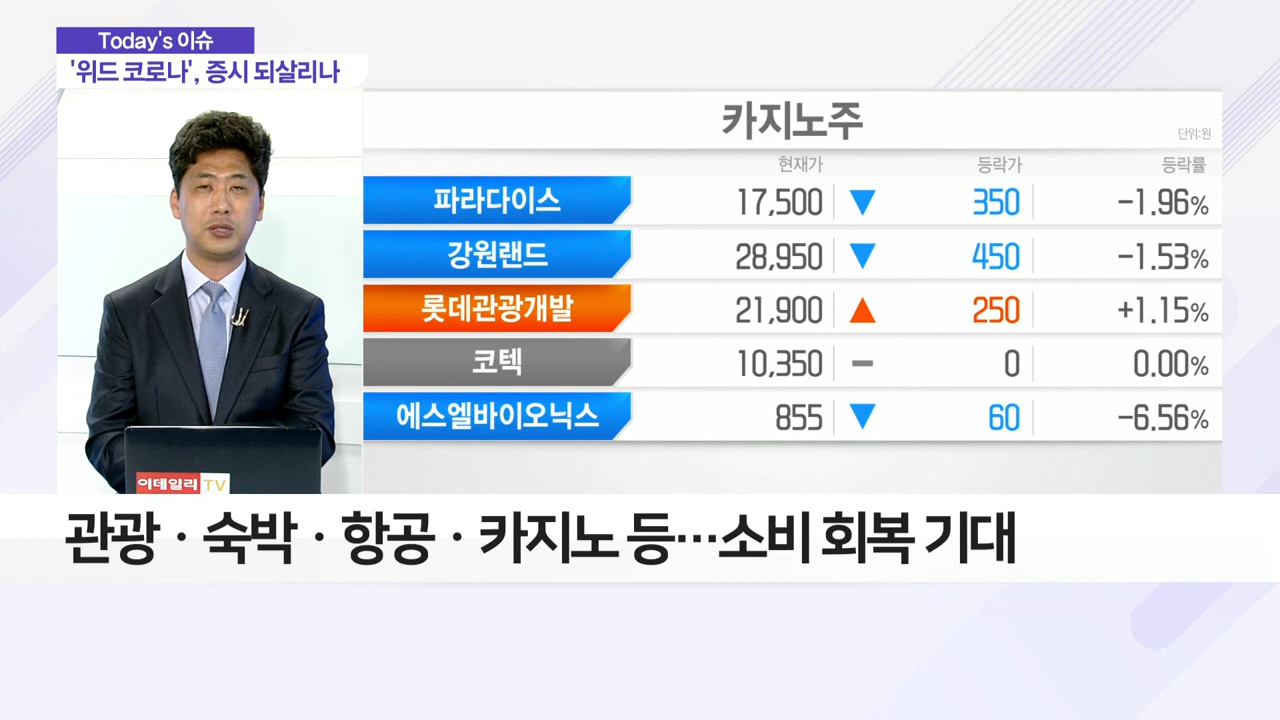 Today's 이슈
'위드 코로나', 증시 되살리나
카지노주
단위:원
현재가 등락가 등락률
파라다이스 17,500 ▼ 350 -1.96%
강원랜드 28,950 ▼ 450 -1.53%
롯데관광개발 21,900 ▲ 250 +1.15%
코텍 10,350 - 0 0.00%
에스엘바이오닉스 855 ▼ 60 -6.56%
이데일리 TV
관광·숙박·항공·카지노 등…소비 회복 기대